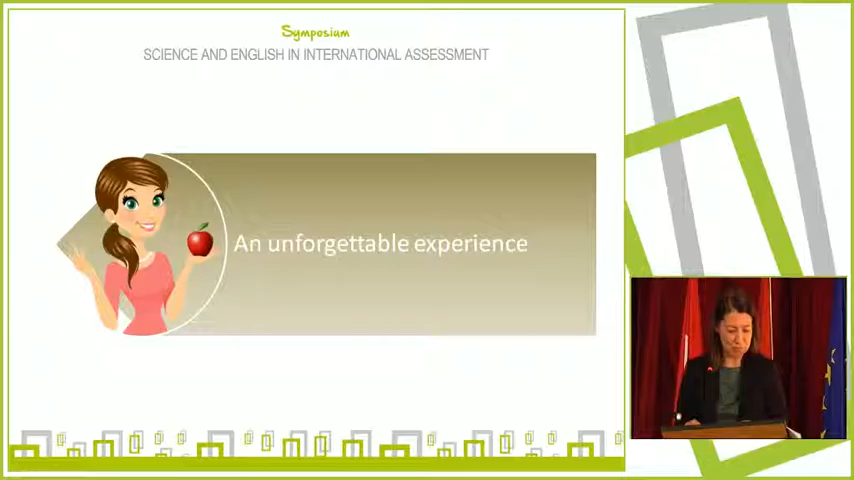 Symposium
SCIENCE AND ENGLISH IN INTERNATIONAL ASSESSMENT
An unforgettable experience